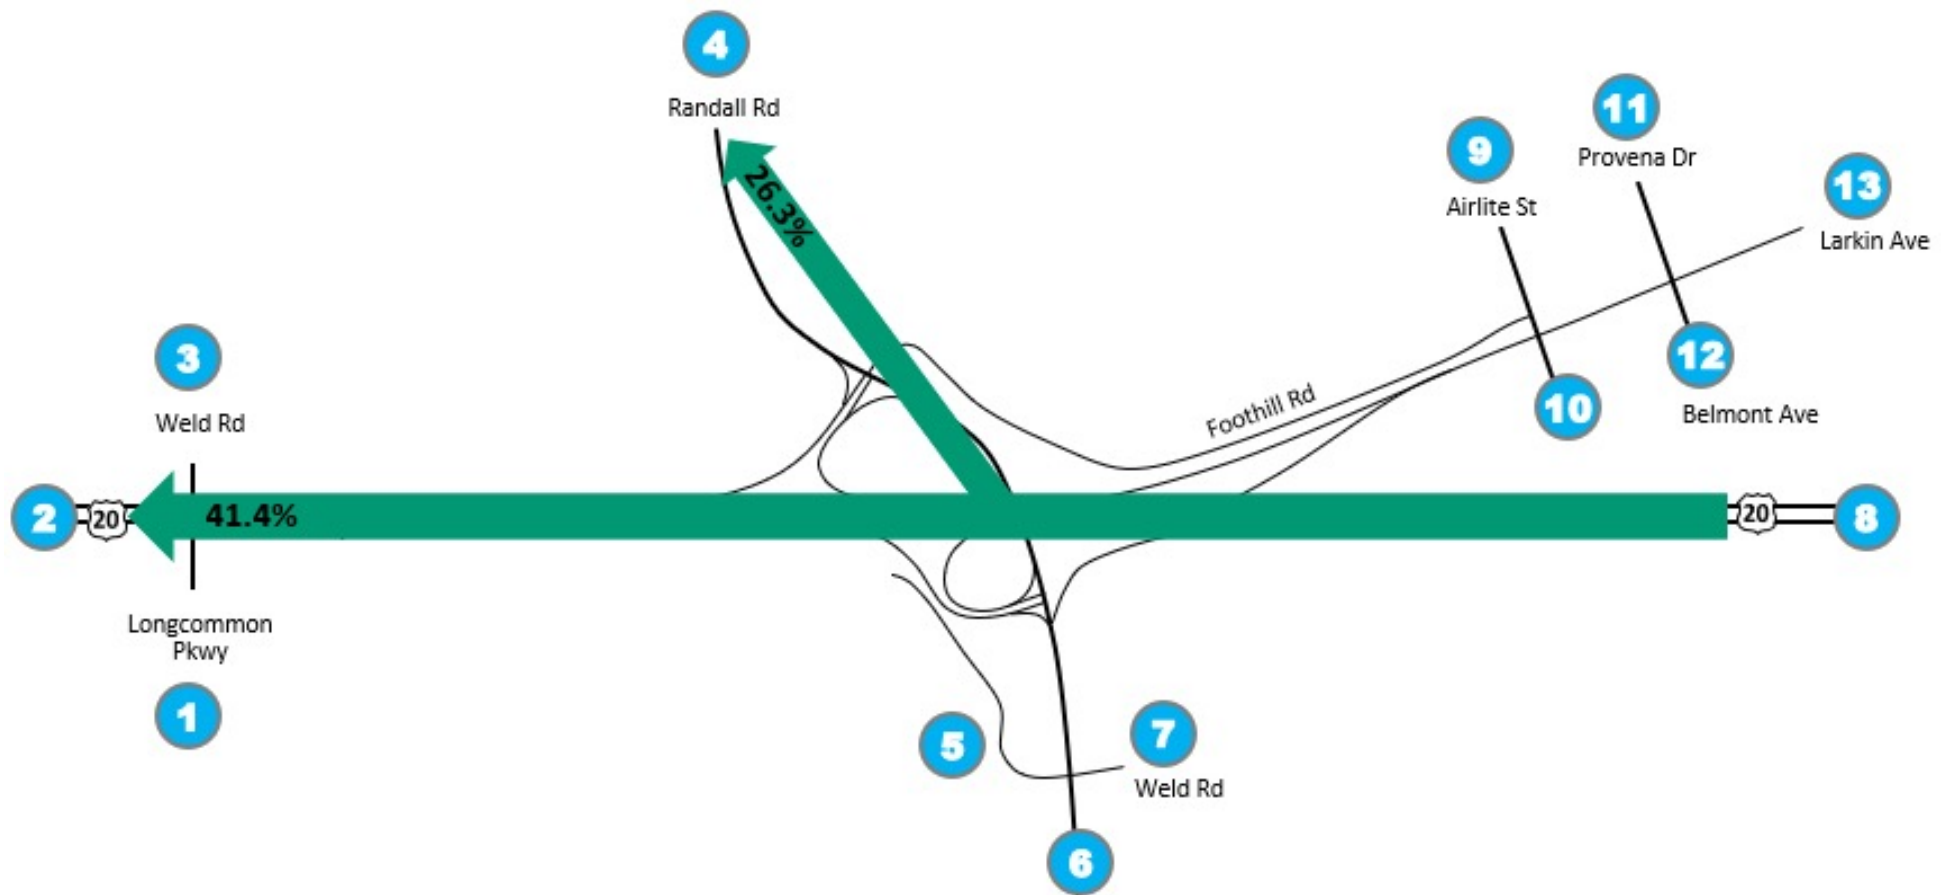 4
Randall Rd
26.3%
11
Provena Dr
9
Airlite St
13
Larkin Ave
3
Weld Rd
12
Belmont Ave
10
Foothill Rd
2
20
41.4%
20
8
Longcommon
Pkwy
1
5
7
Weld Rd
6